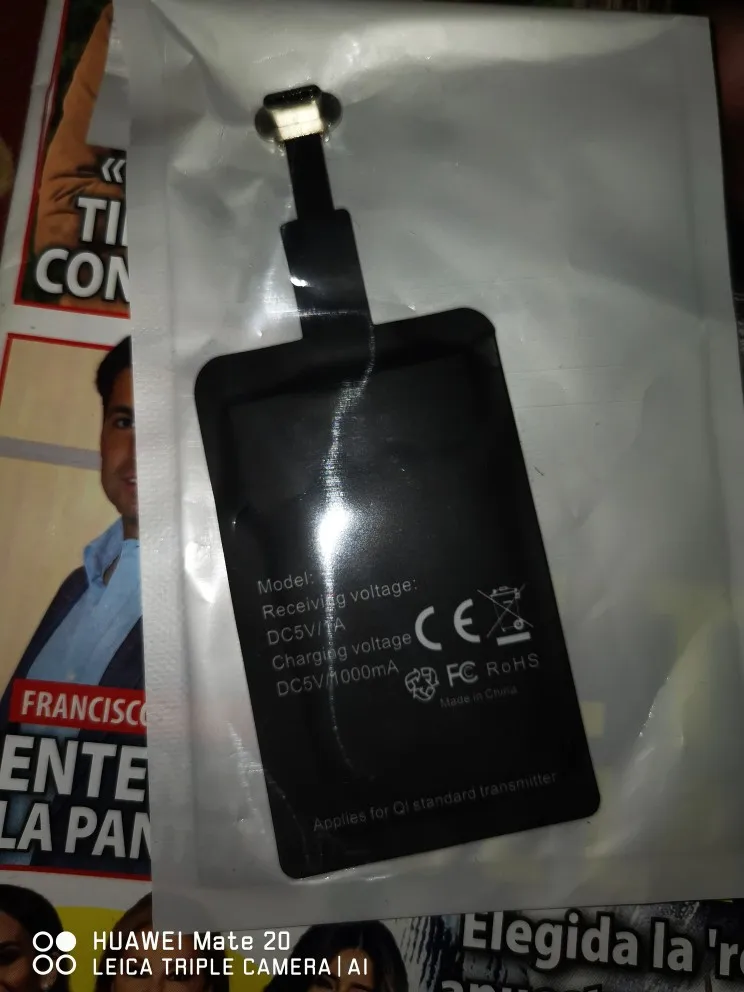 «
CON
Model:
Receiving voltage:
DC5V/1A
Charging voltage
DC5V/1000mA
CE
FC RoHS
Made in China
Applies for QI standard transmitter
FRANCISCO
ENTE
LA PAN
Elegida la 're
HUAWEI Mate 20
LEICA TRIPLE CAMERA | AI